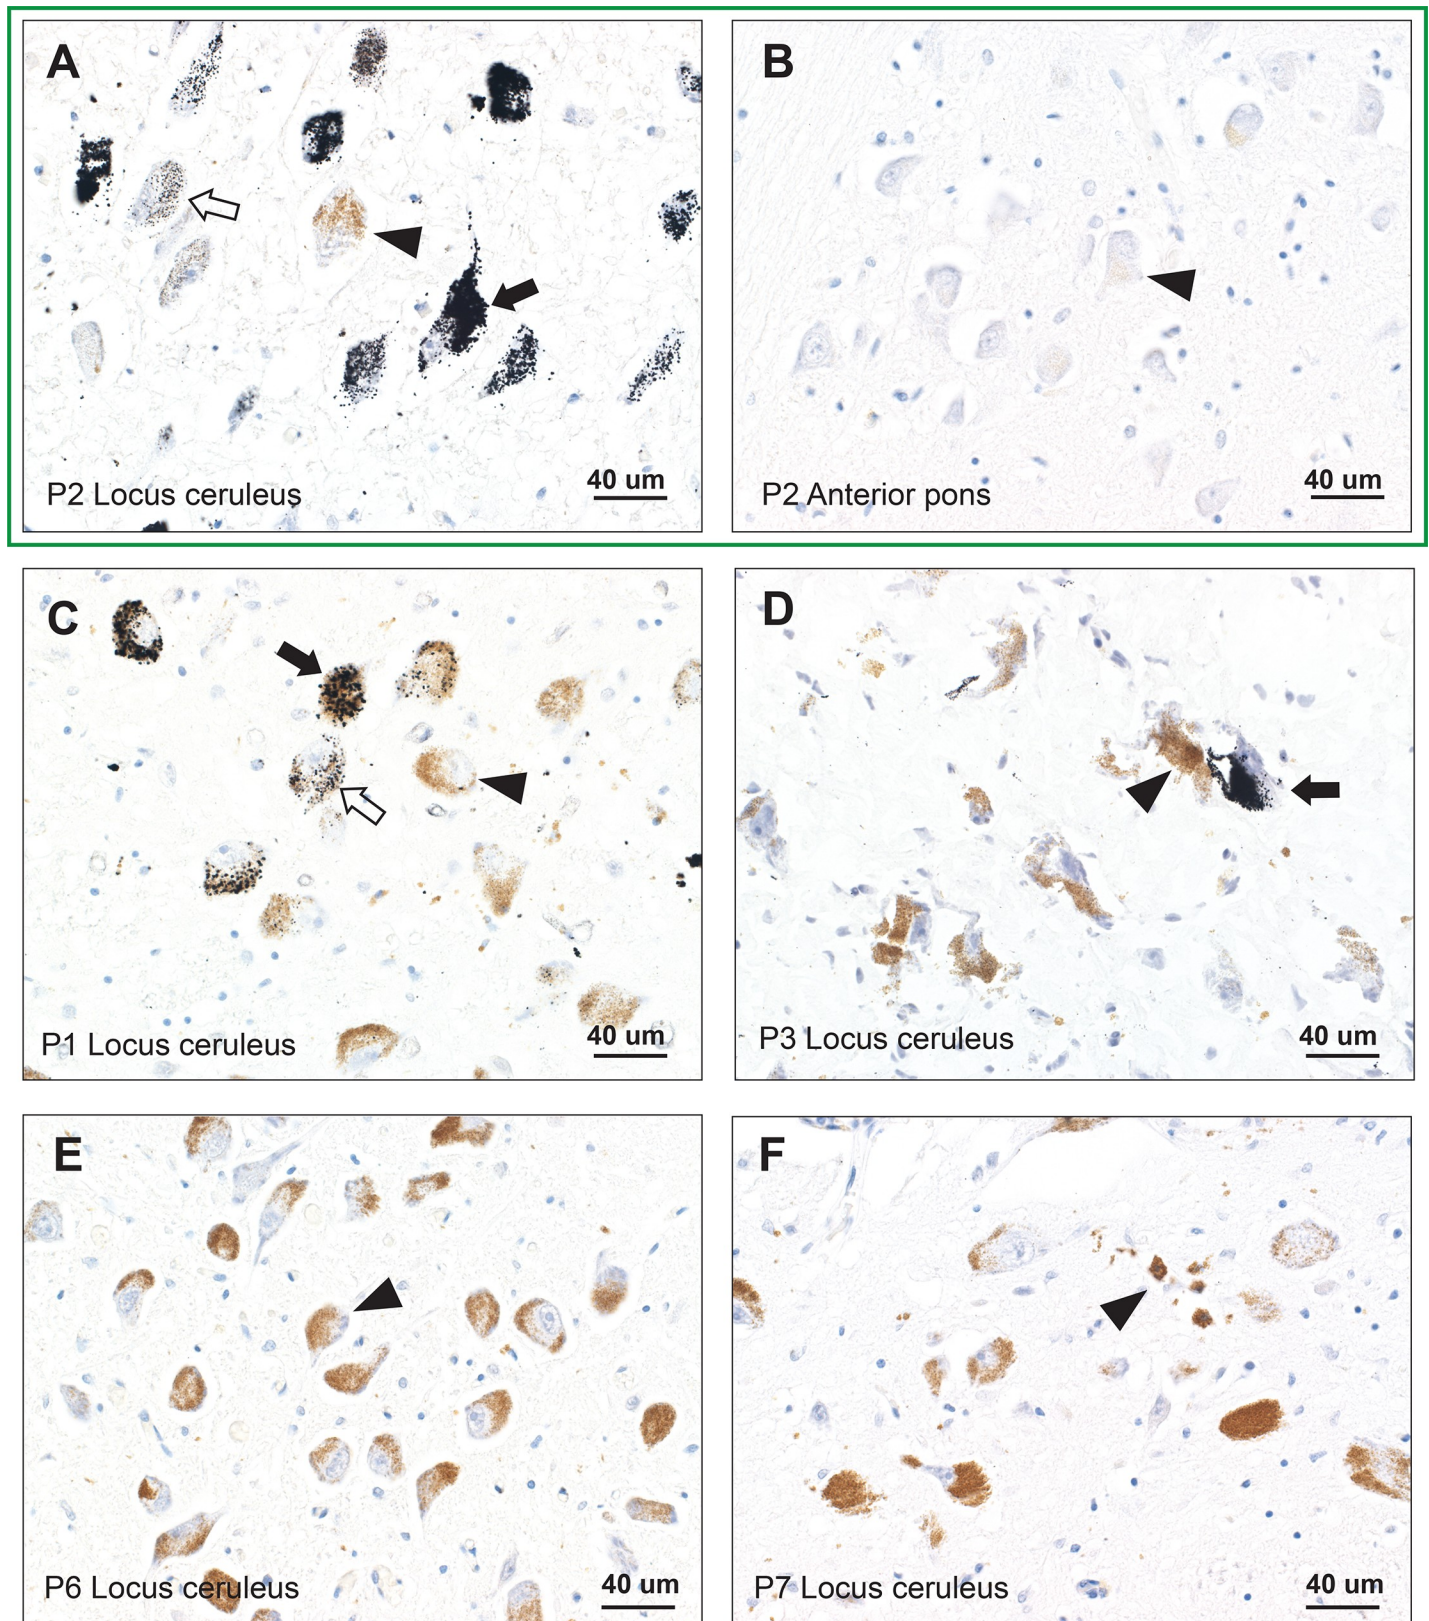 A
P2 Locus ceruleus
40 um
B
P2 Anterior pons
40 um
C
P1 Locus ceruleus
40 um
D
P3 Locus ceruleus
40 um
E
P6 Locus ceruleus
40 um
F
P7 Locus ceruleus
40 um